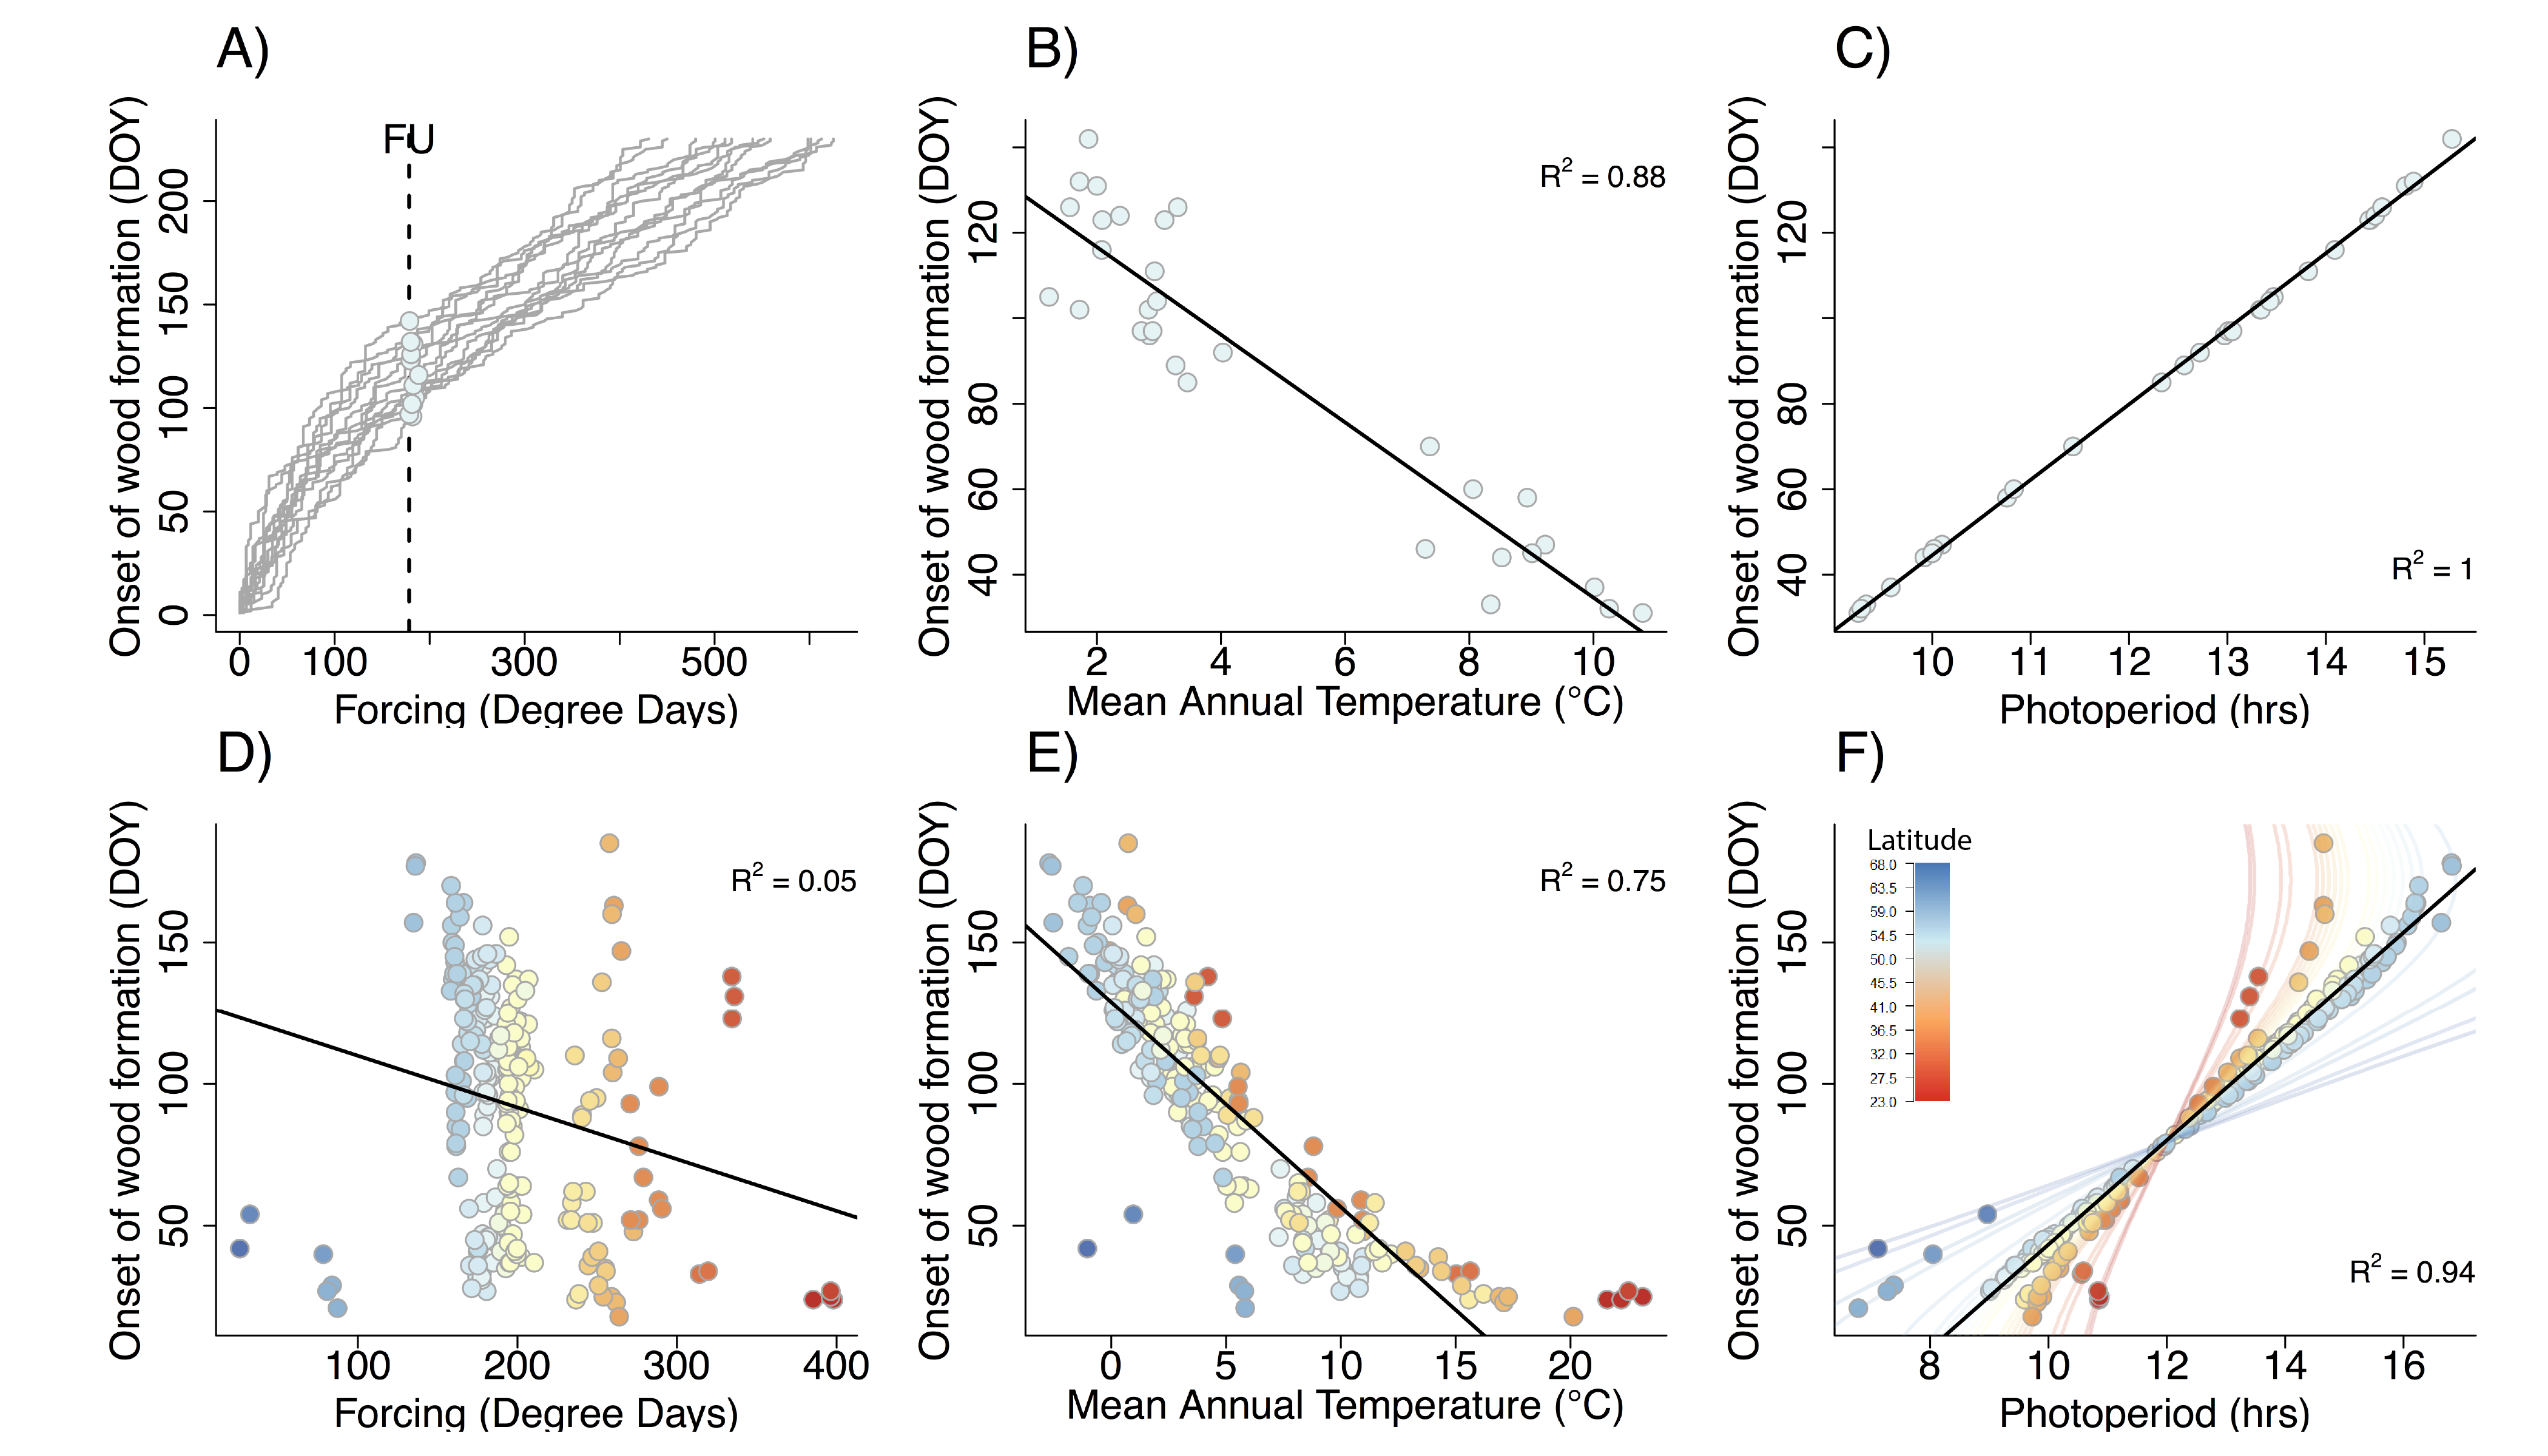 A)
B)
C)
Onset of wood formation (DOY)
0
50
100
150
200
FU
0
100
300
500
Forcing (Degree Days)
Onset of wood formation (DOY)
40
60
80
120
R² = 0.88
2
4
6
8
10
Mean Annual Temperature (°C)
Onset of wood formation (DOY)
40
60
80
120
R² = 1
10
11
12
13
14
15
Photoperiod (hrs)
D)
E)
F)
Onset of wood formation (DOY)
50
100
150
R² = 0.05
100
200
300
400
Forcing (Degree Days)
Onset of wood formation (DOY)
50
100
150
R² = 0.75
0
5
10
15
20
Mean Annual Temperature (°C)
Onset of wood formation (DOY)
50
100
150
Latitude
68.0
63.5
59.0
54.5
50.0
45.5
41.0
36.5
32.0
27.5
23.0
R² = 0.94
8
10
12
14
16
Photoperiod (hrs)